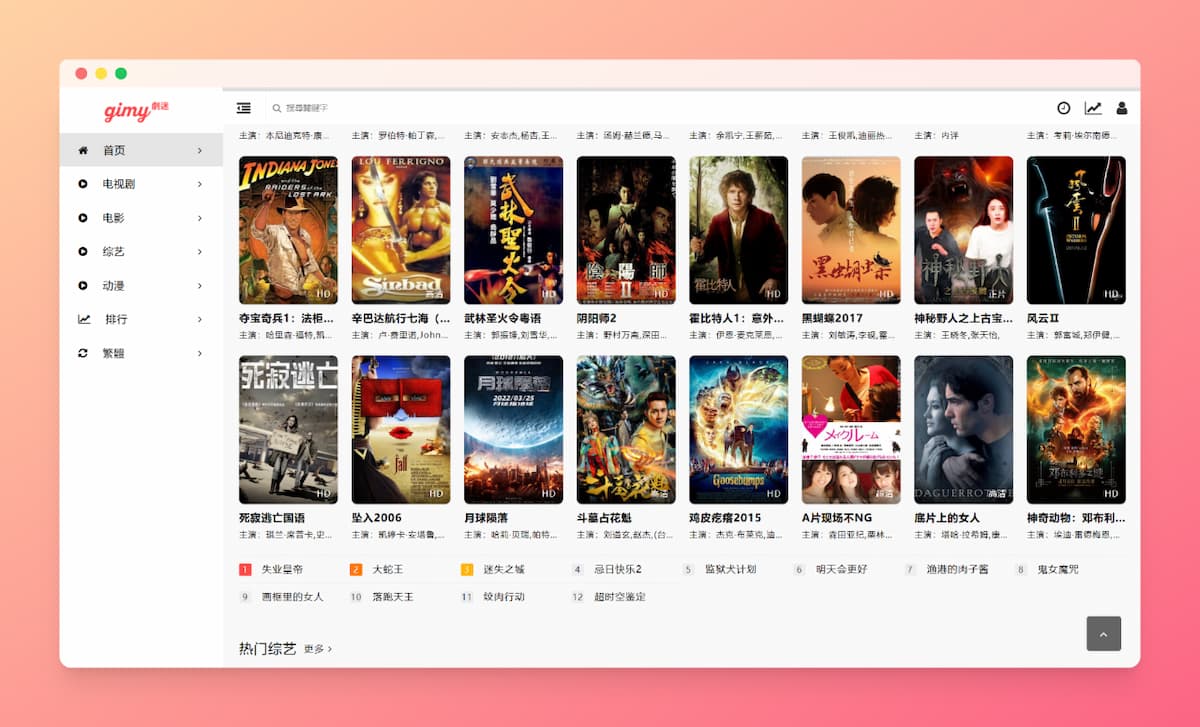 gimy 劇迷
搜尋關鍵字
首页
电视剧
电影
综艺
动漫
排行
繁體
主演：本尼迪克特·康...
主演：罗伯特·帕丁森,...
主演：安志杰,杨杏,王...
主演：汤姆·赫兰德,马...
主演：余凯宁,王薪茹,...
主演：王俊凯,迪丽热...
主演：内详
主演：考莉·埃尔南德...
INDIANA JONES
and the
RAIDERS of the
LOST ARK
HD
LOU FERRIGNO
Sinbad
高清
武林聖火令
HD
陰陽師
II
HD
霍比特人
HD
黑蝴蝶
HD
神秘野人
正片
風雲II
HD
夺宝奇兵1：法柜...
辛巴达航行七海（...
武林圣火令粤语
阴阳师2
霍比特人1：意外...
黑蝴蝶2017
神秘野人之上古宝...
风云II
主演：哈里森·福特,凯...
主演：卢·费里诺,John...
主演：郭振锋,刘雪华,...
主演：野村万斋,深田...
主演：伊恩·麦克莱恩,...
主演：刘敏涛,李砚,霍...
主演：王晓冬,张天怡,
主演：郭富城,郑伊健,...
死寂逃亡
HD
the fall
HD
月球隕落
MOONFALL
2022/03/25
HD
斗墓占花魁
高清
Goosebumps
HD
メイクルーム
超清
DAGUERROTYPE
高清
HD
死寂逃亡国语
坠入2006
月球陨落
斗墓占花魁
鸡皮疙瘩2015
A片现场不NG
底片上的女人
神奇动物：邓布利...
主演：琪兰·席普卡,史...
主演：凯婷卡·安塔鲁,...
主演：哈莉·贝瑞,帕特...
主演：刘道玄,赵杰,(台...
主演：杰克·布莱克,迪...
主演：森田亚纪,栗林...
主演：塔哈·拉希姆,康...
主演：埃迪·雷德梅恩,...
1 失业皇帝
2 大蛇王
3 迷失之城
4 忌日快乐2
5 监狱犬计划
6 明天会更好
7 渔港的肉子酱
8 鬼女魔咒
9 画框里的女人
10 落跑天王
11 绞肉行动
12 超时空鉴定
热门综艺 更多